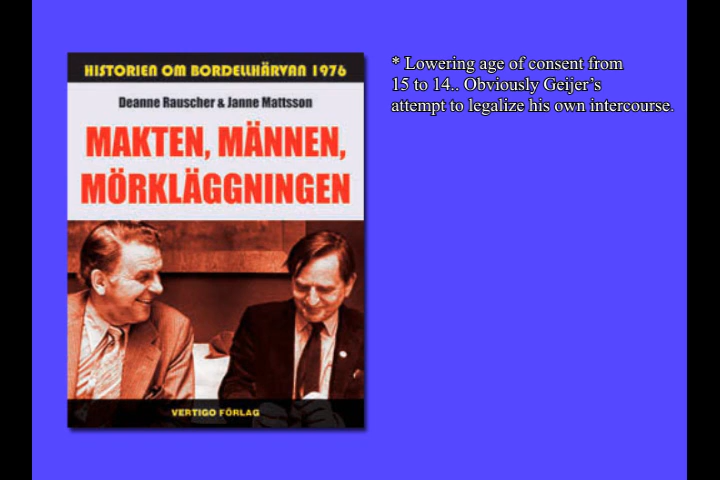 HISTORIEN OM BORDELLHÄRVAN 1976
Deanne Rauscher & Janne Mattsson
MAKTEN, MÄNNEN,
MÖRKLÄGGNINGEN
VERTIGO FÖRLAG
* Lowering age of consent from
15 to 14.. Obviously Geijer's
attempt to legalize his own intercourse.